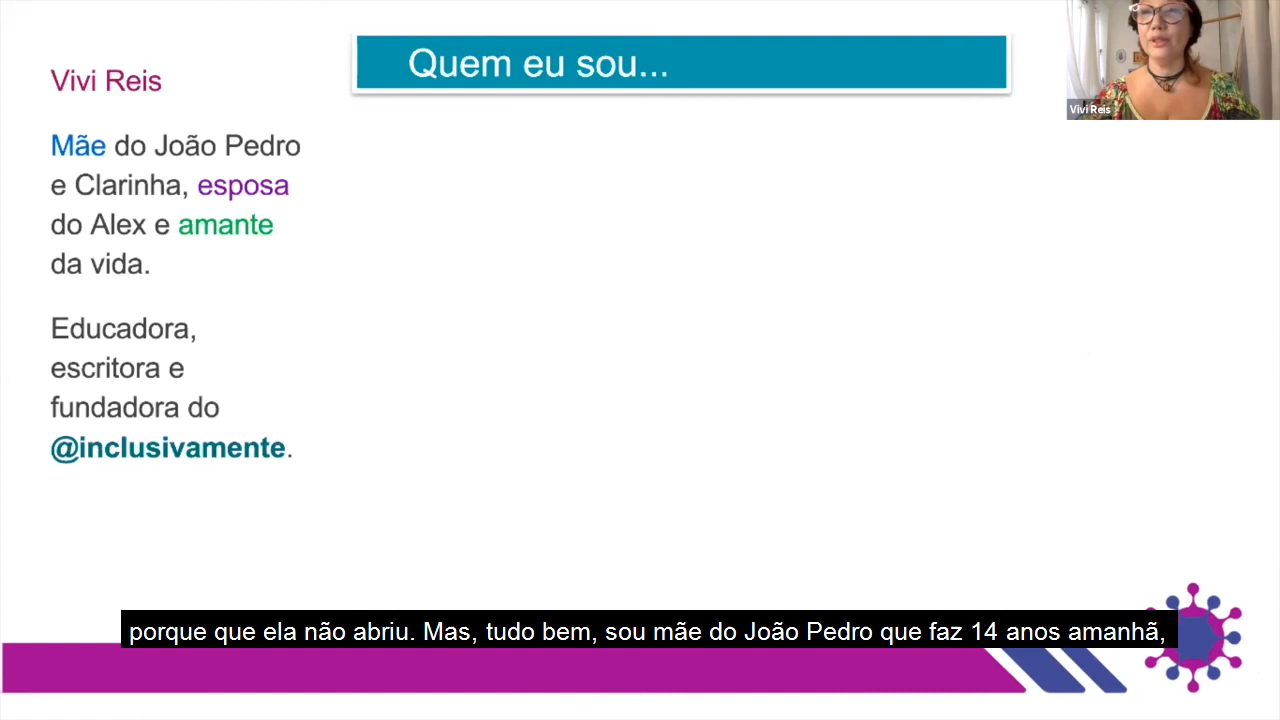 Quem eu sou...
Vivi Reis
Vivi Reis
Mãe do João Pedro
e Clarinha, esposa
do Alex e amante
da vida.
Educadora,
escritora e
fundadora do
@inclusivamente.
porque que ela não abriu. Mas, tudo bem, sou mãe do João Pedro que faz 14 anos amanhã,